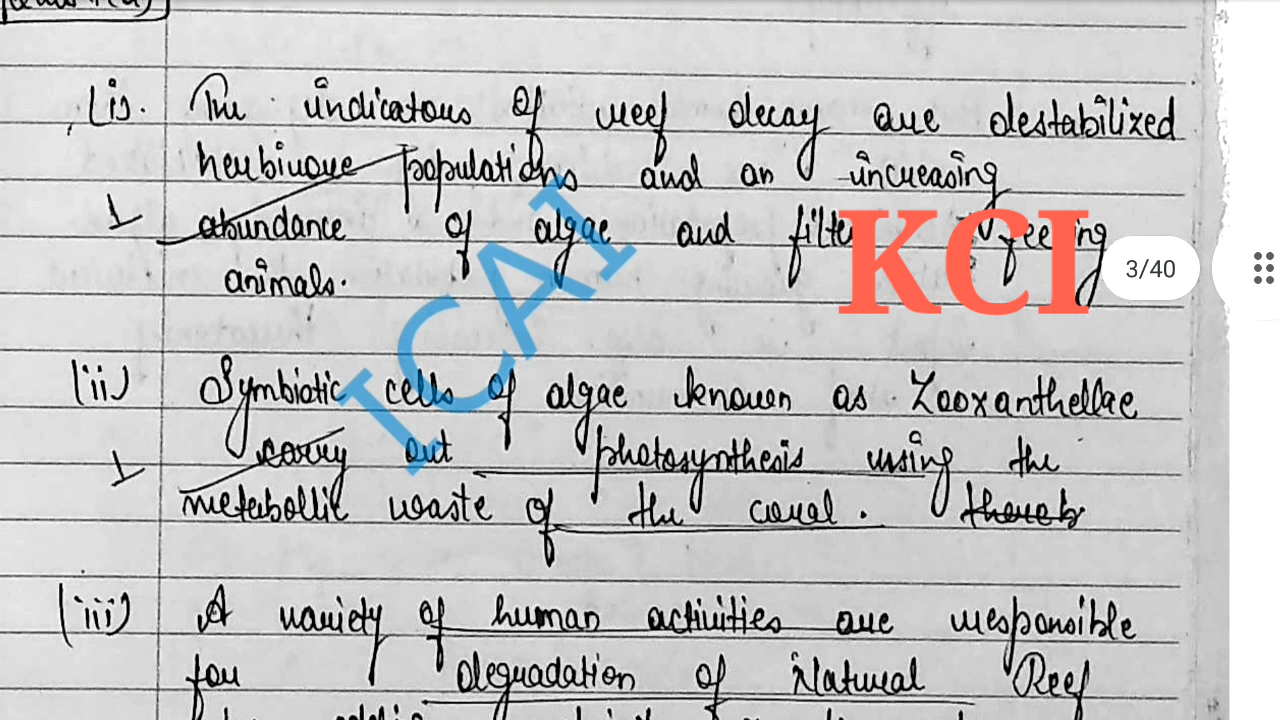 (i). The indicators of reef decay are destabilized
herbivore populations and an increasing
1 abundance of algae and filter feeding
animals.
KCI
3/40
ICAI
(ii) Symbiotic cells of algae known as Zooxanthellae
1 carry out photosynthesis using the
metabollic waste of the coral.
(iii) A variety of human activities are responsible
for degradation of Natural Reef